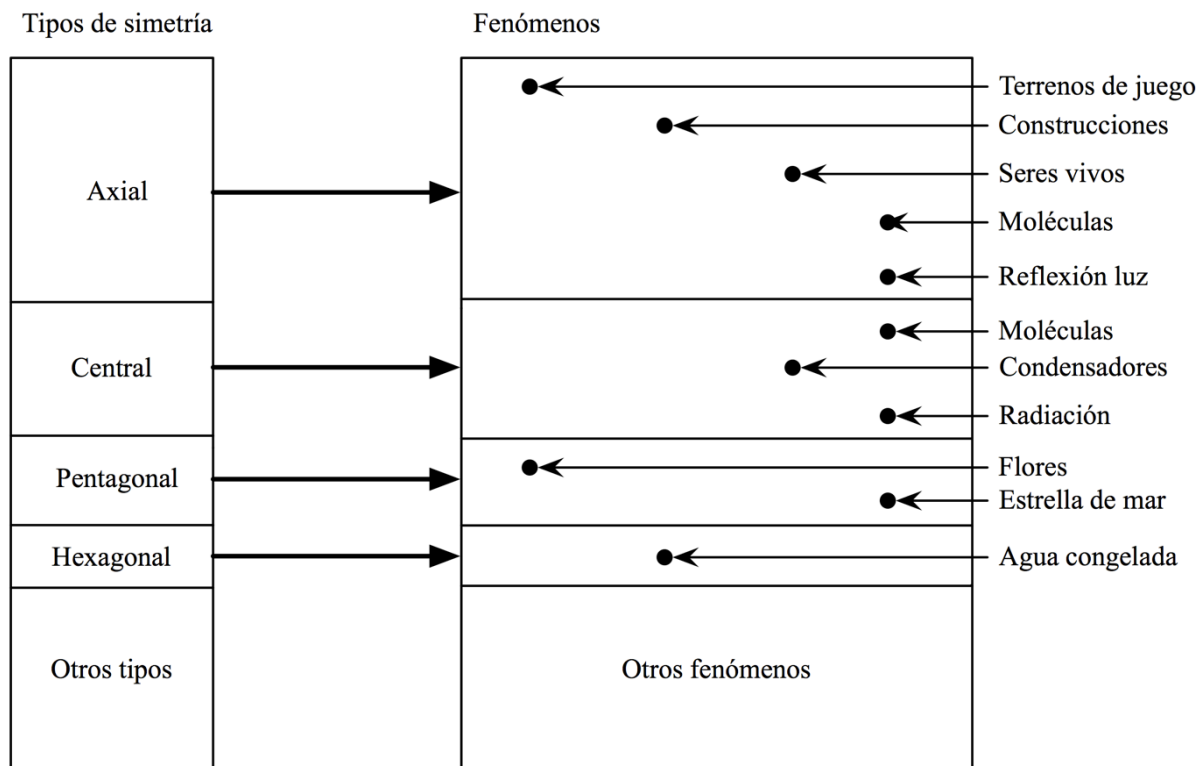 Tipos de simetría
Fenómenos
Axial
Terrenos de juego
Construcciones
Seres vivos
Moléculas
Reflexión luz
Central
Moléculas
Condensadores
Radiación
Pentagonal
Flores
Estrella de mar
Hexagonal
Agua congelada
Otros tipos
Otros fenómenos